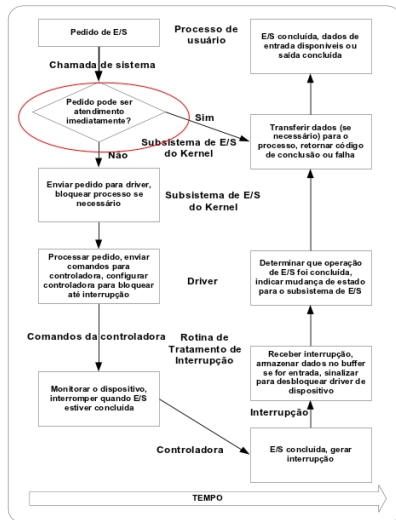 Pedido de E/S
Processo de
usuário
E/S concluída, dados de
entrada disponíveis ou
saída concluída
Chamada de sistema
Pedido pode ser
atendimento
imediatamente?
Sim
Subsistema de E/S
do Kernel
Transferir dados (se
necessário) para o
processo, retornar código
de conclusão ou falha
Não
Enviar pedido para driver,
bloquear processo se
necessário
Subsistema de E/S
do Kernel
Processar pedido, enviar
comandos para
controladora, configurar
controladora para bloquear
até interrupção
Driver
Determinar que operação
de E/S foi concluída,
indicar mudança de estado
para o subsistema de E/S
Comandos da controladora
Rotina de
Tratamento de
Interrupção
Receber interrupção,
armazenar dados no buffer
se for entrada, sinalizar
para desbloquear driver de
dispositivo
Monitorar o dispositivo,
interromper quando E/S
estiver concluída
Interrupção
Controladora
E/S concluída, gerar
interrupção
TEMPO